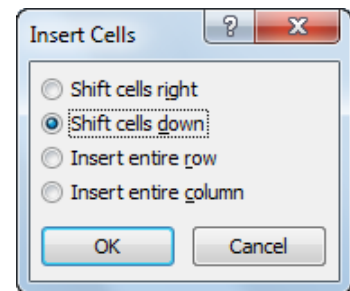 Insert Cells
Shift cells right
Shift cells down
Insert entire row
Insert entire column
OK Cancel